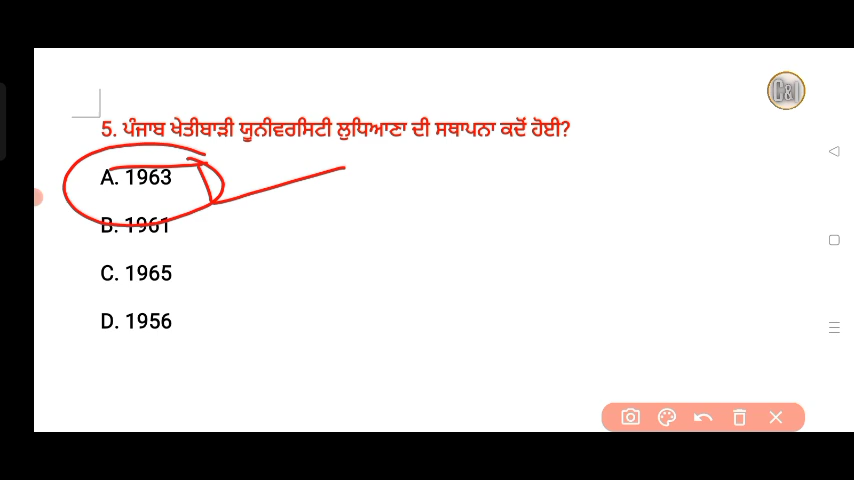 C&I
5. ਪੰਜਾਬ ਖੇਤੀਬਾੜੀ ਯੂਨੀਵਰਸਿਟੀ ਲੁਧਿਆਣਾ ਦੀ ਸਥਾਪਨਾ ਕਦੋਂ ਹੋਈ?
A. 1963
B. 1961
C. 1965
D. 1956